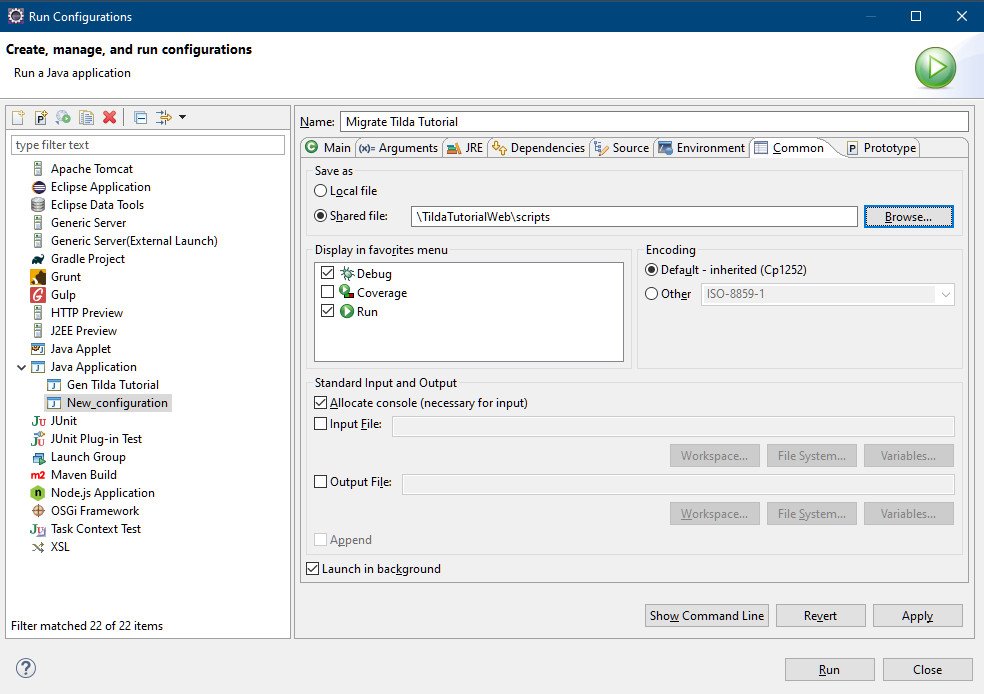 Run Configurations
Create, manage, and run configurations
Run a Java application
type filter text
Apache Tomcat
Eclipse Application
Eclipse Data Tools
Generic Server
Generic Server(External Launch)
Gradle Project
Grunt
Gulp
HTTP Preview
J2EE Preview
Java Applet
Java Application
Gen Tilda Tutorial
New_configuration
JUnit
JUnit Plug-in Test
Launch Group
Maven Build
Node.js Application
OSGi Framework
Task Context Test
XSL
Filter matched 22 of 22 items
Name: Migrate Tilda Tutorial
Main (x)= Arguments JRE Dependencies Source Environment Common P Prototype
Save as
Local file
Shared file: \TildaTutorialWeb\scripts Browse...
Display in favorites menu
Debug
Coverage
Run
Encoding
Default - inherited (Cp1252)
Other ISO-8859-1
Standard Input and Output
Allocate console (necessary for input)
Input File:
Workspace... File System... Variables...
Output File:
Workspace... File System... Variables...
Append
Launch in background
Show Command Line Revert Apply
Run Close